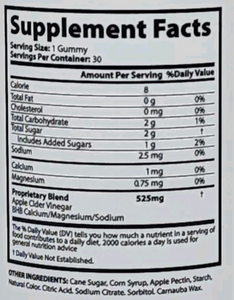 Supplement Facts
Serving Size: 1 Gummy
Servings Per Container: 30
Amount Per Serving %Daily Value
Calorie 8
Total Fat 0 g 0%
Cholesterol 0 mg 0%
Total Carbohydrate 2 g 1%
Total Sugar 2 g †
Includes Added Sugars 1 g 2%
Sodium 2.5 mg 0%
Calcium 1 mg 0%
Magnesium 0.75 mg 0%
Proprietary Blend 525mg †
Apple Cider Vinegar
BHB Calcium/Magnesium/Sodium
The % Daily Value (DV) tells you how much a nutrient in a serving of
food contributes to a daily diet, 2000 calories a day is used for
general nutrition advice
Daily Value Not Established.
OTHER INGREDIENTS: Cane Sugar, Corn Syrup, Apple Pectin, Starch,
Natural Color, Citric Acid, Sodium Citrate, Sorbitol, Carnauba Wax.